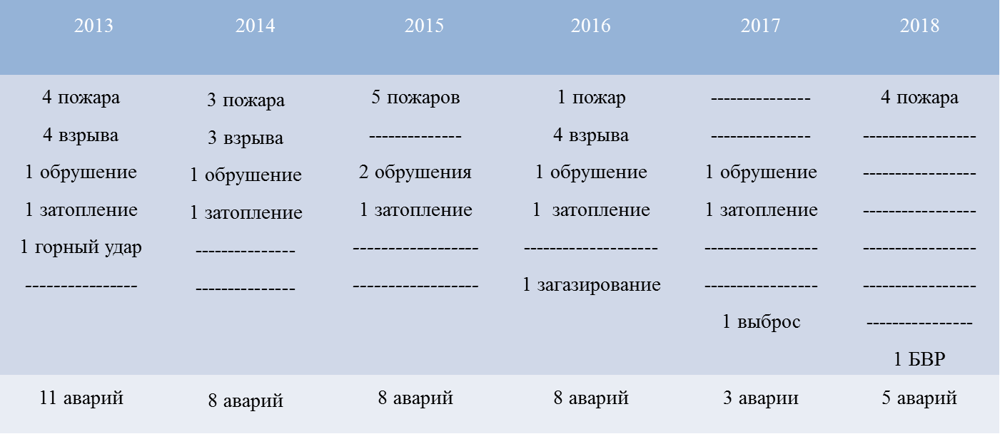 2013 2014 2015 2016 2017 2018
4 пожара 3 пожара 5 пожаров 1 пожар --------------- 4 пожара
4 взрыва 3 взрыва -------------- 4 взрыва --------------- -----------------
1 обрушение 1 обрушение 2 обрушения 1 обрушение 1 обрушение -----------------
1 затопление 1 затопление 1 затопление 1 затопление 1 затопление -----------------
1 горный удар --------------- ------------------- -------------------- ----------------- -----------------
----------------- --------------- ------------------- 1 загазирование ----------------- -----------------
1 выброс ----------------
1 БВР
11 аварий 8 аварий 8 аварий 8 аварий 3 аварии 5 аварий